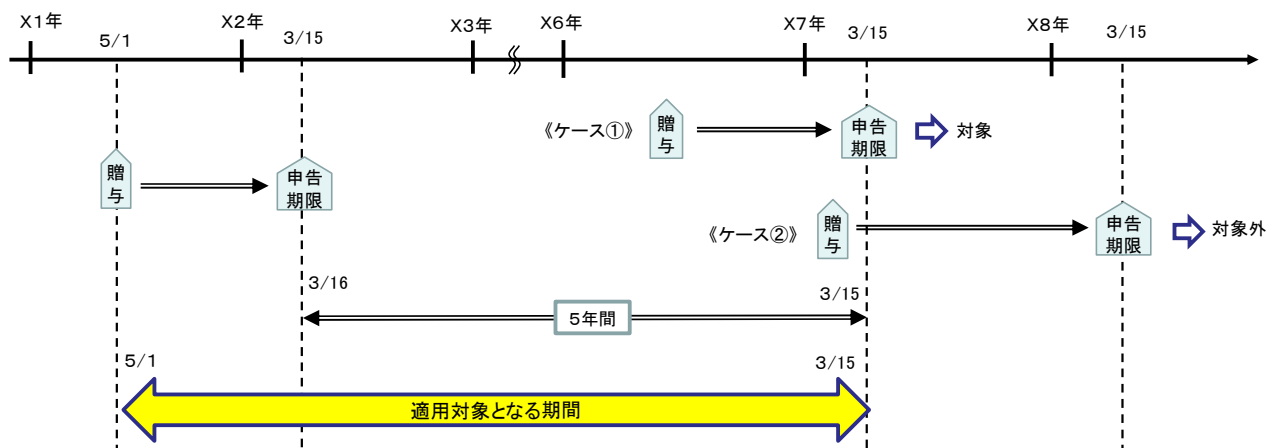 X1年
X2年
X3年
X6年
X7年
X8年
5/1
3/15
3/15
3/15
《ケース①》
贈与
申告
期限
対象
贈与
申告
期限
《ケース②》
贈与
申告
期限
対象外
3/16
3/15
5年間
5/1
3/15
適用対象となる期間